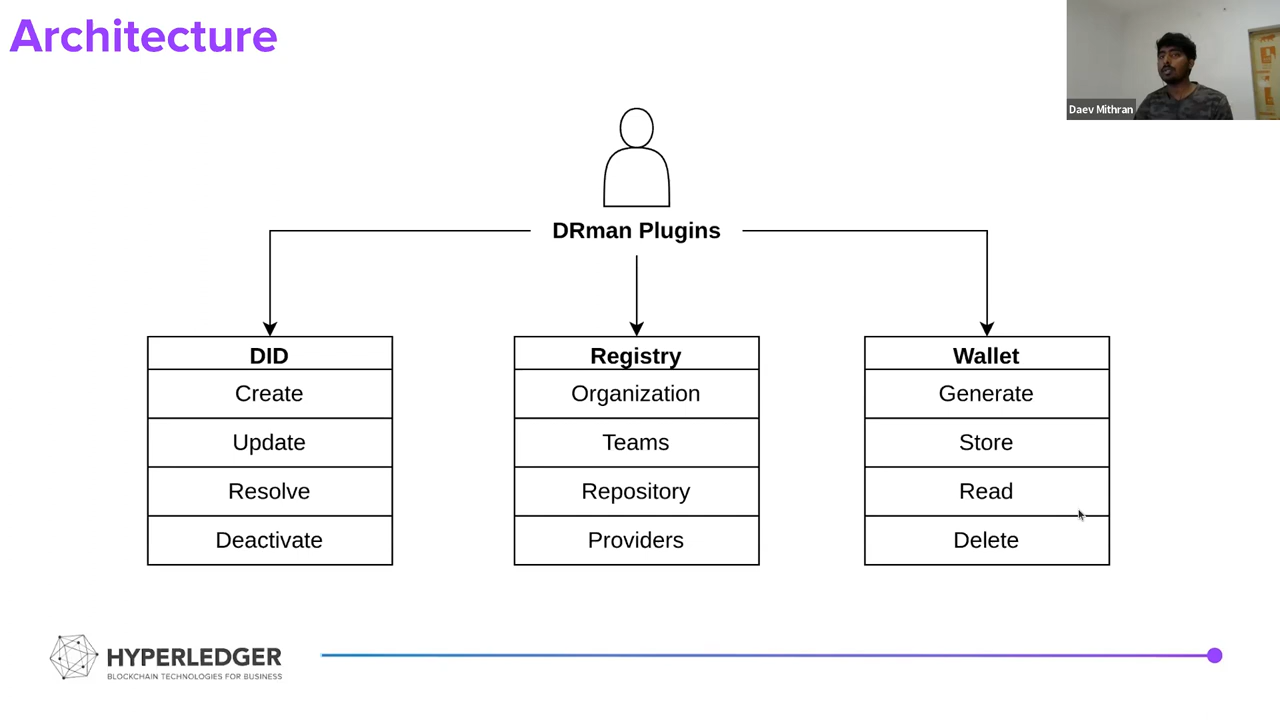 Architecture
Daev Mithran
DRman Plugins
DID
Create
Update
Resolve
Deactivate
Registry
Organization
Teams
Repository
Providers
Wallet
Generate
Store
Read
Delete
HYPERLEDGER
BLOCKCHAIN TECHNOLOGIES FOR BUSINESS